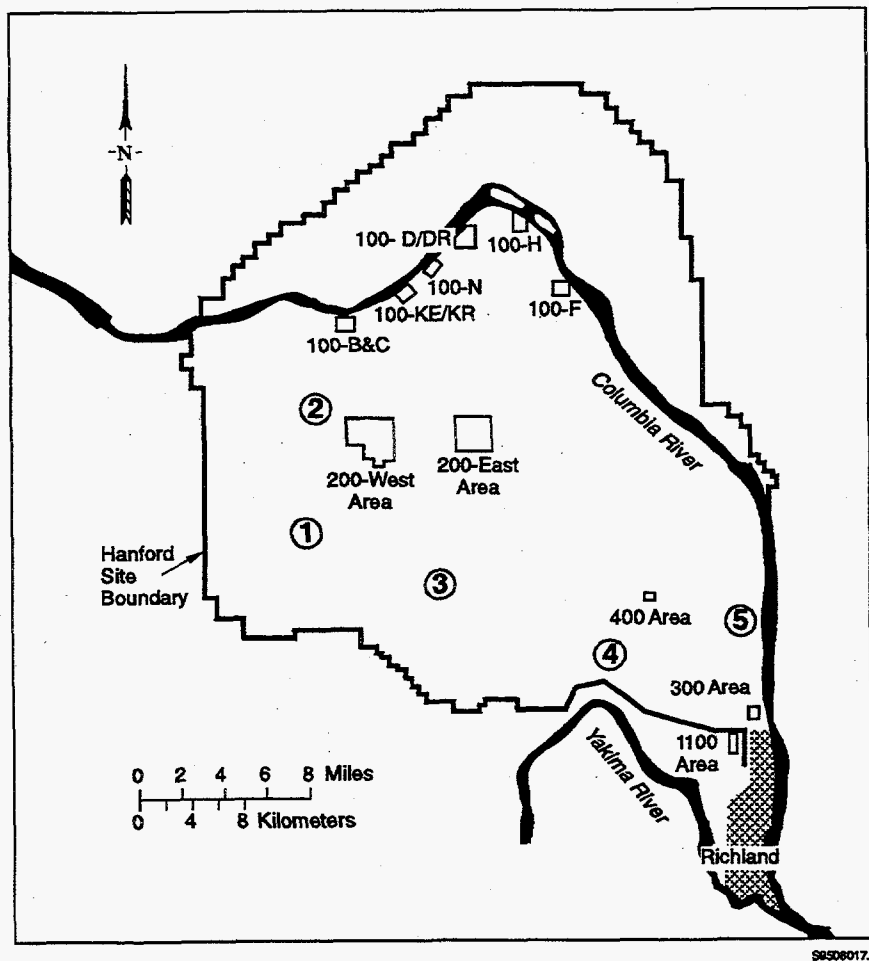 -N-
100- D/DR
100-H
100-N
100-KE/KR
100-F
100-B&C
Columbia River
2
200-West
Area
200-East
Area
1
Hanford
Site
Boundary
3
400 Area
5
4
300 Area
1100
Area
Yakima River
0 2 4 6 8 Miles
0 4 8 Kilometers
Richland
S9508017.